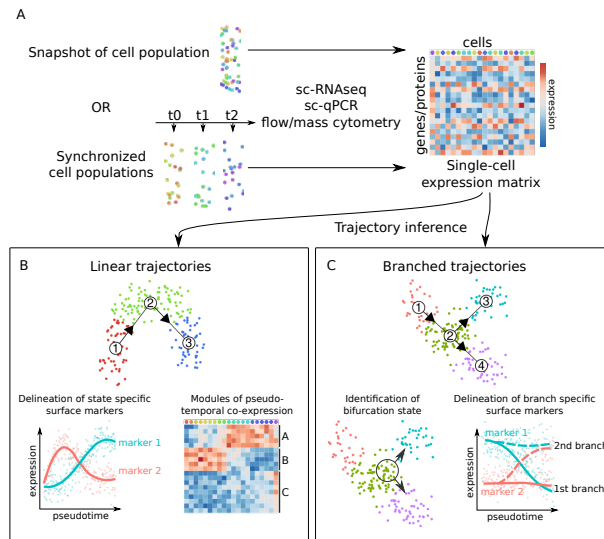 A
Snapshot of cell population
OR
t0 t1 t2
Synchronized
cell populations
sc-RNAseq
sc-qPCR
flow/mass cytometry
cells
genes/proteins
expression
Single-cell
expression matrix
Trajectory inference
B
Linear trajectories
1
2
3
Delineation of state specific
surface markers
expression
marker 1
marker 2
pseudotime
Modules of pseudo-
temporal co-expression
A
B
C
C
Branched trajectories
1
2
3
4
Identification of
bifurcation state
Delineation of branch specific
surface markers
expression
marker 1
2nd branch
marker 2
1st branch
pseudotime